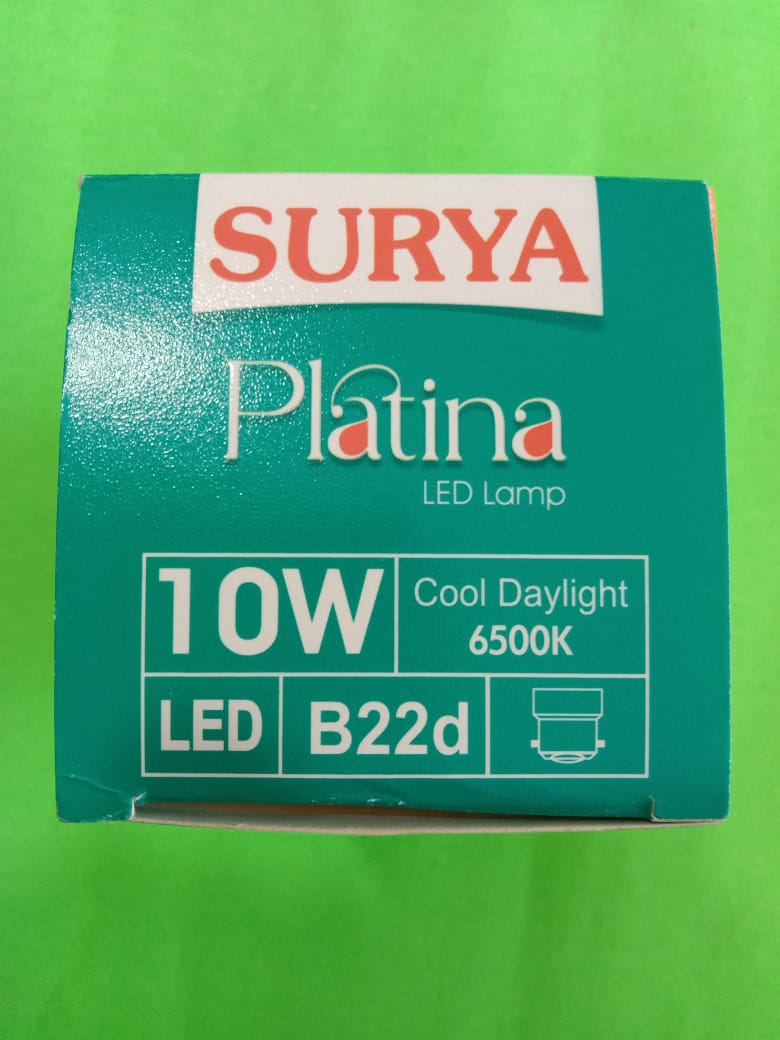 SURYA
Platina
LED Lamp
10W
Cool Daylight
6500K
LED
B22d